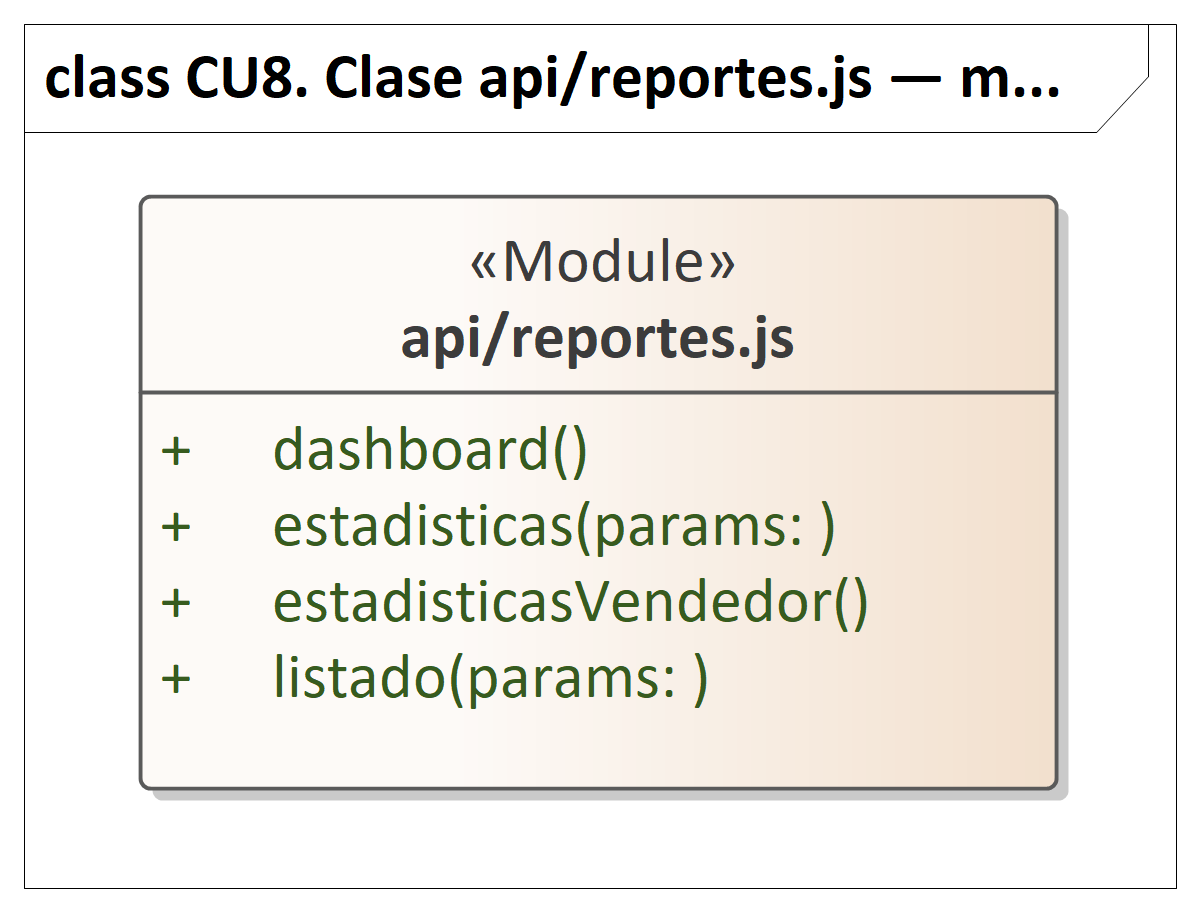 class CU8. Clase api/reportes.js — m...
«Module»
api/reportes.js
+ dashboard()
+ estadisticas(params: )
+ estadisticasVendedor()
+ listado(params: )